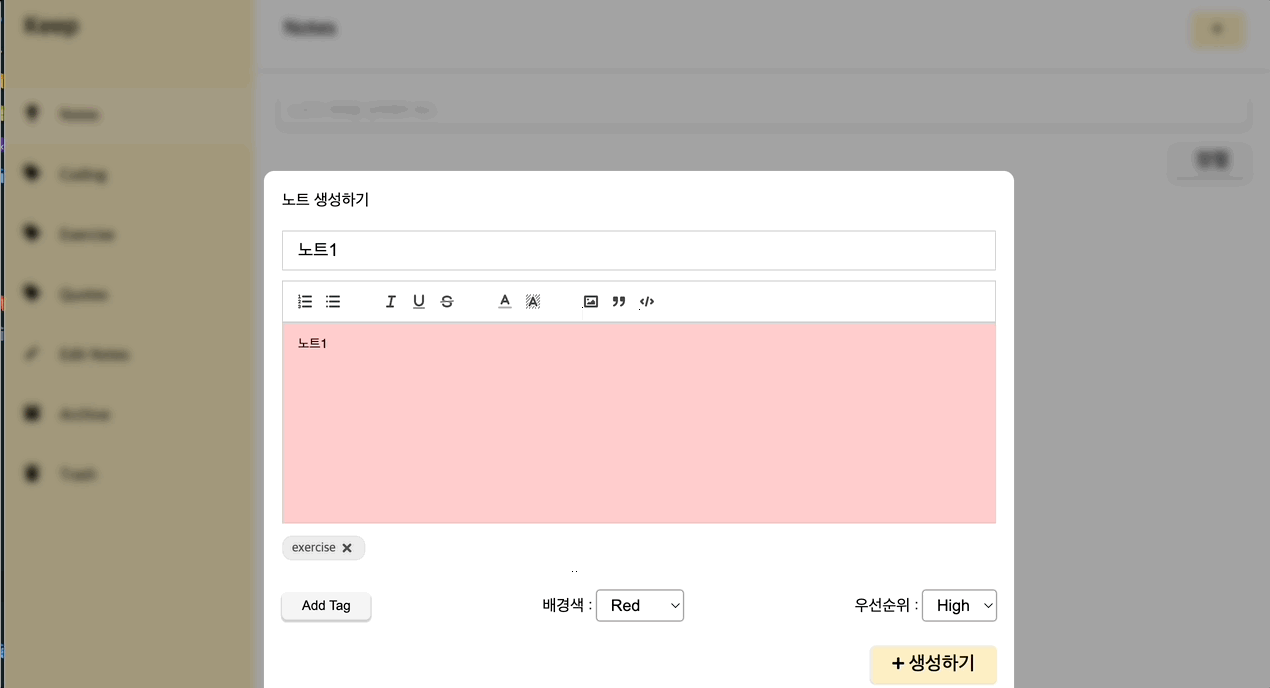 Keep
Notes
Notes
Coding
Exercise
Quotes
Edit Notes
Archive
Trash
정렬
노트 생성하기
노트1
노트1
exercise
Add Tag
배경색 : Red
우선순위 : High
+ 생성하기